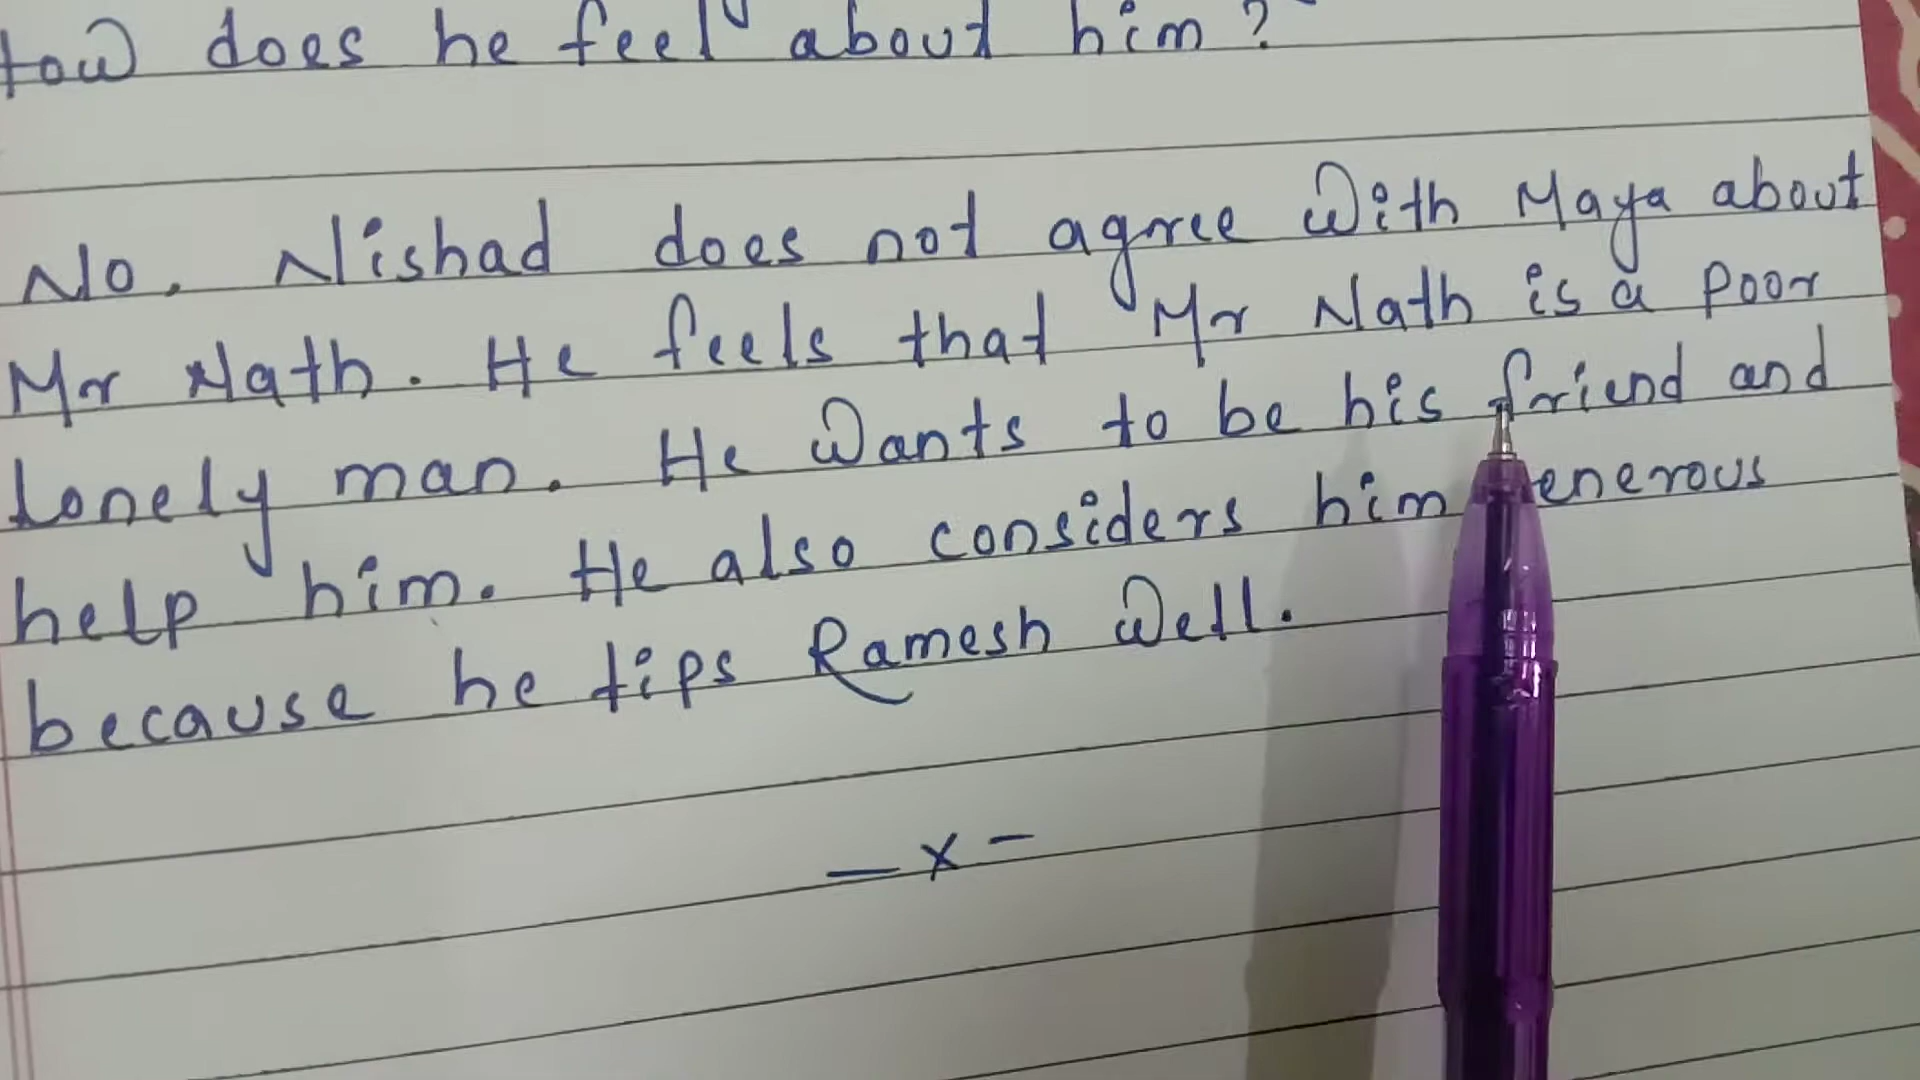 How does he feel about him?
No. Nishad does not agree with Maya about
Mr Nath. He feels that Mr Nath is a poor
lonely man. He wants to be his friend and
help him. He also considers him enerous
because he tips Ramesh well.
— x –